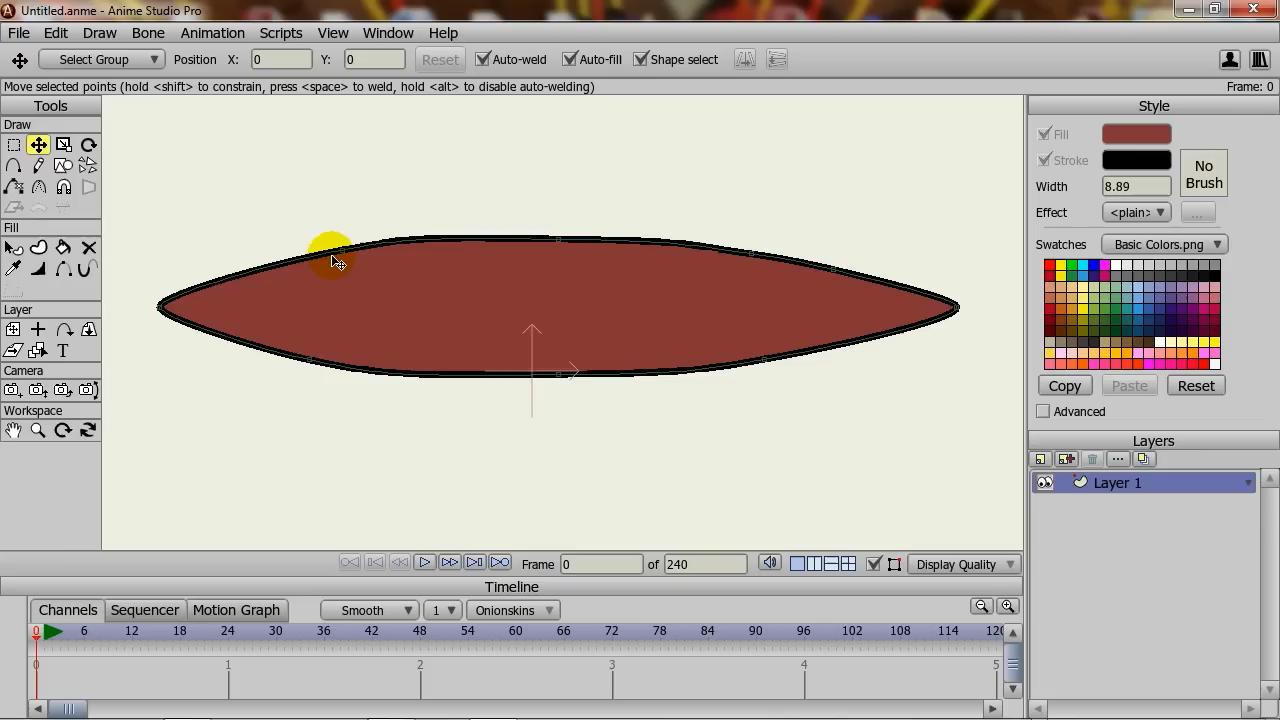 Untitled.anme - Anime Studio Pro
File Edit Draw Bone Animation Scripts View Window Help
Select Group Position X: 0 Y: 0 Reset Auto-weld Auto-fill Shape select
Move selected points (hold <shift> to constrain, press <space> to weld, hold <alt> to disable auto-welding) Frame: 0
Tools
Draw
Fill
Layer
T
Camera
Workspace
Style
Fill
Stroke
No
Brush
Width 8.89
Effect <plain> ...
Swatches Basic Colors.png
Copy Paste Reset
Advanced
Layers
...
Layer 1
Frame 0 of 240 Display Quality
Timeline
Channels Sequencer Motion Graph Smooth 1 Onionskins
0 6 12 18 24 30 36 42 48 54 60 66 72 78 84 90 96 102 108 114 120
0 1 2 3 4 5